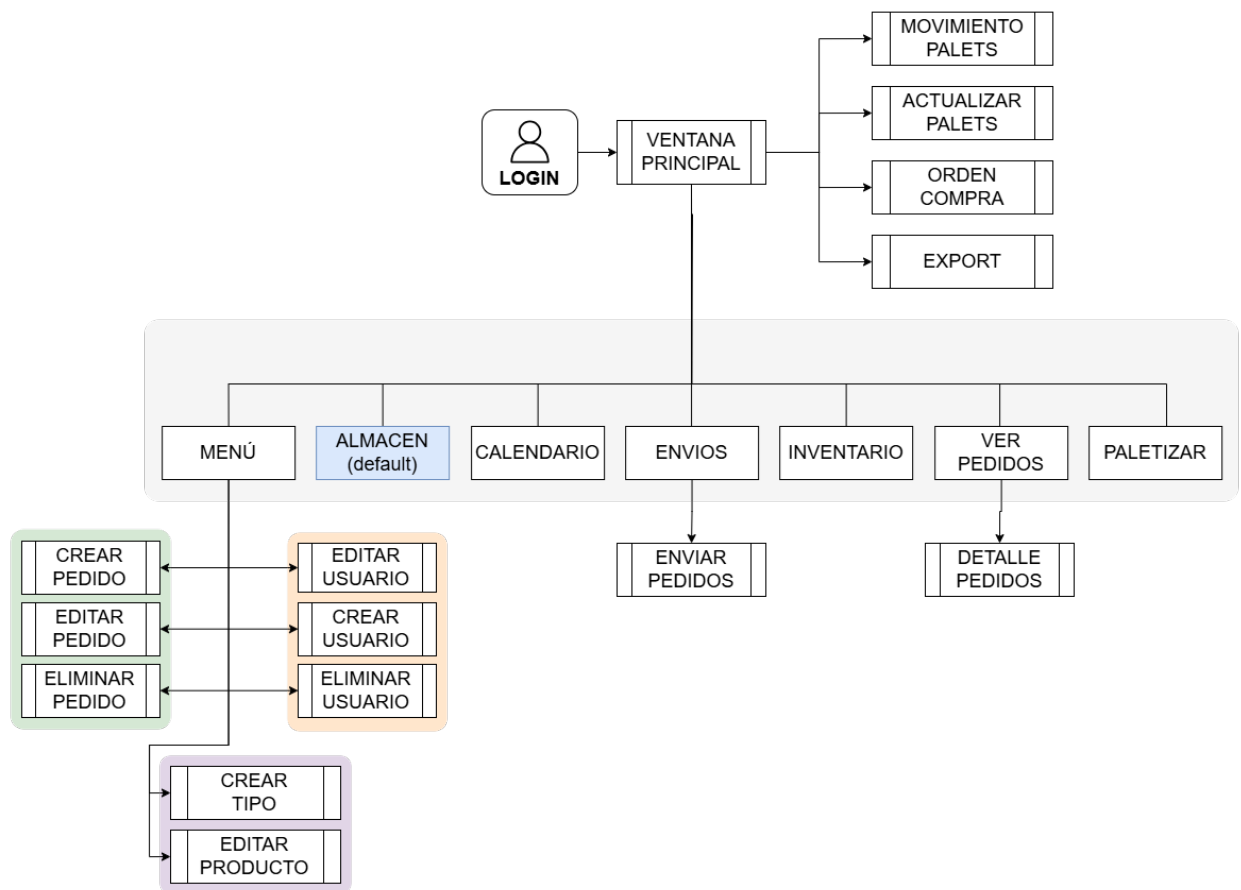 MOVIMIENTO
PALETS
ACTUALIZAR
PALETS
LOGIN
VENTANA
PRINCIPAL
ORDEN
COMPRA
EXPORT
MENÚ
ALMACEN
(default)
CALENDARIO
ENVIOS
INVENTARIO
VER
PEDIDOS
PALETIZAR
CREAR
PEDIDO
EDITAR
USUARIO
ENVIAR
PEDIDOS
DETALLE
PEDIDOS
EDITAR
PEDIDO
CREAR
USUARIO
ELIMINAR
PEDIDO
ELIMINAR
USUARIO
CREAR
TIPO
EDITAR
PRODUCTO